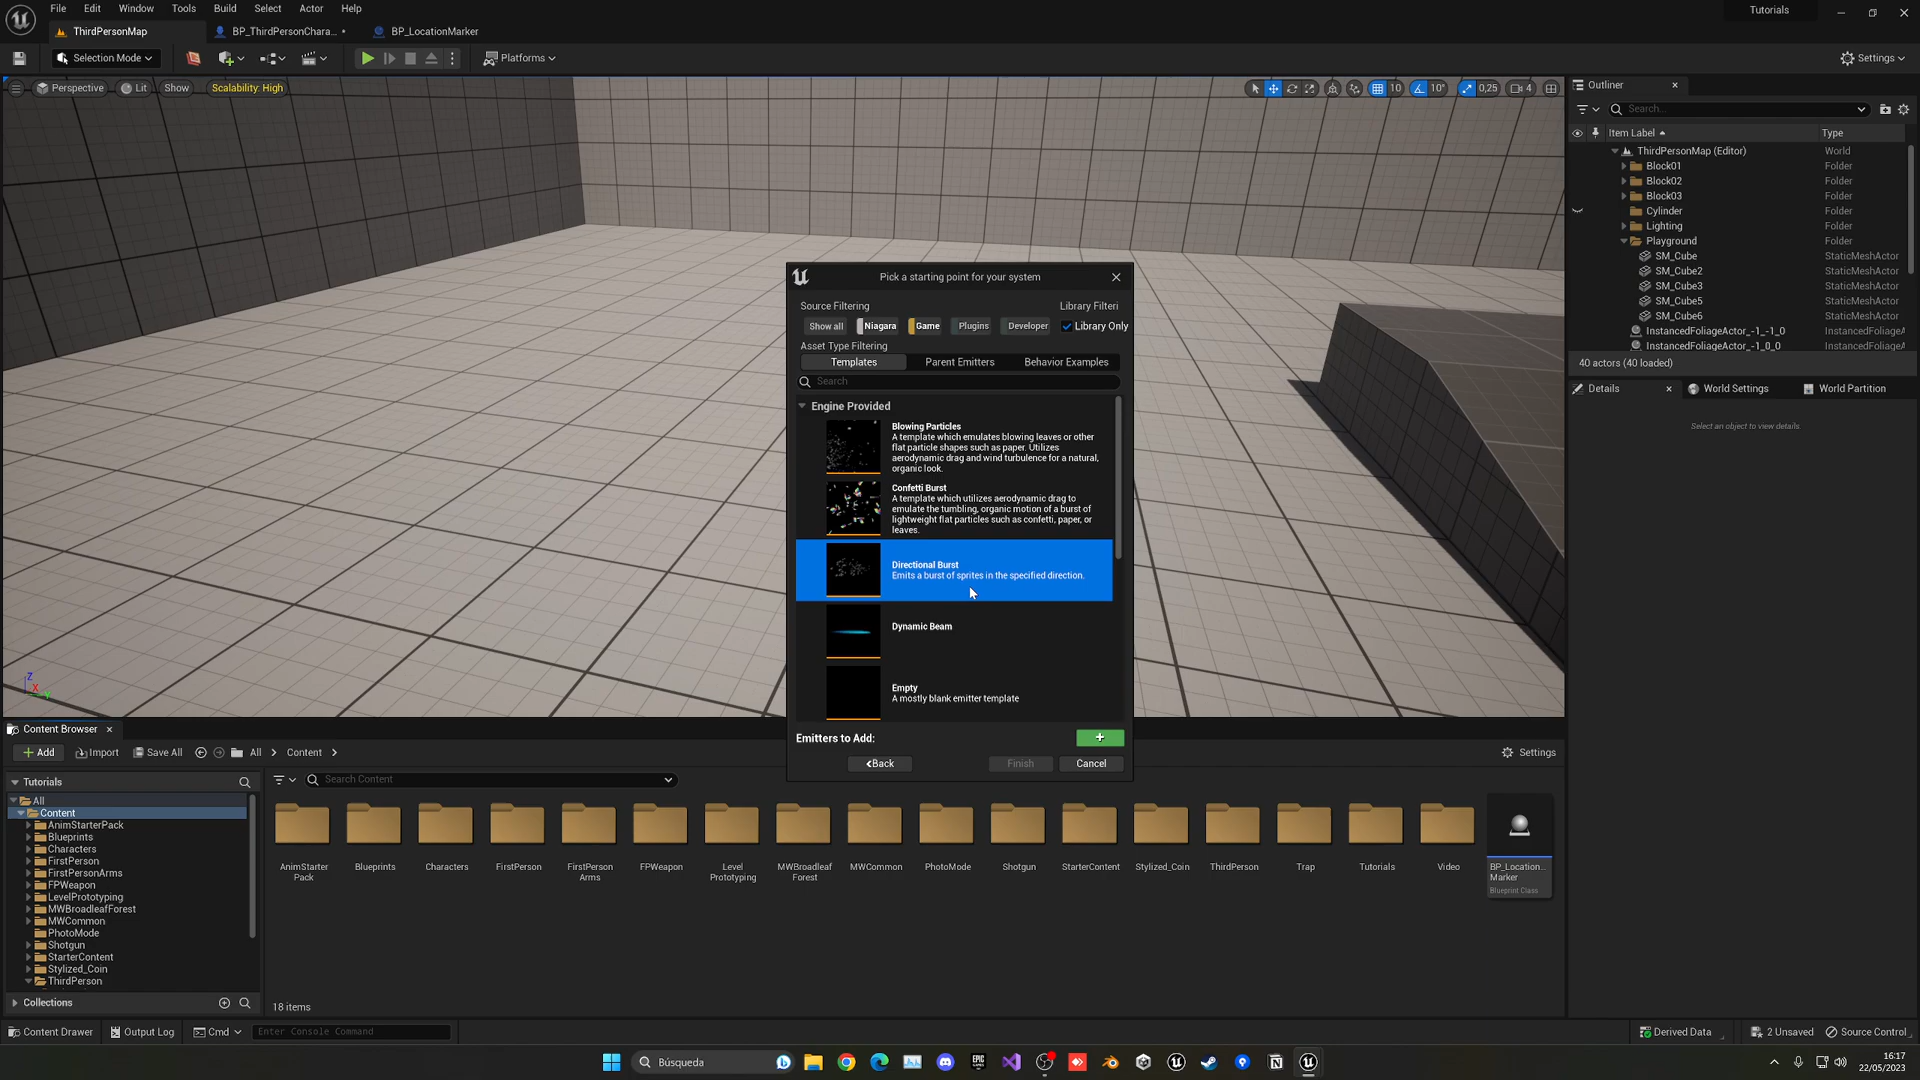 File Edit Window Tools Build Select Actor Help
Tutorials
ThirdPersonMap
BP_ThirdPersonChara... •
BP_LocationMarker
Selection Mode
Platforms
Settings
Perspective
Lit
Show
Scalability: High
10
10°
0,25
4
Outliner
Search...
Item Label
Type
ThirdPersonMap (Editor) World
Block01 Folder
Block02 Folder
Block03 Folder
Cylinder Folder
Lighting Folder
Playground Folder
SM_Cube StaticMeshActor
SM_Cube2 StaticMeshActor
SM_Cube3 StaticMeshActor
SM_Cube5 StaticMeshActor
SM_Cube6 StaticMeshActor
InstancedFoliageActor_-1_-1_0 InstancedFoliageA
InstancedFoliageActor_-1_0_0 InstancedFoliageA
40 actors (40 loaded)
Details
World Settings
World Partition
Select an object to view details
Pick a starting point for your system
Source Filtering
Library Filteri
Show all
Niagara
Game
Plugins
Developer
Library Only
Asset Type Filtering
Templates
Parent Emitters
Behavior Examples
Search
Engine Provided
Blowing Particles
A template which emulates blowing leaves or other
flat particle shapes such as paper. Utilizes
aerodynamic drag and wind turbulence for a natural,
organic look.
Confetti Burst
A template which utilizes aerodynamic drag to
emulate the tumbling, organic motion of a burst of
lightweight flat particles such as confetti, paper, or
leaves.
Directional Burst
Emits a burst of sprites in the specified direction.
Dynamic Beam
Empty
A mostly blank emitter template
Emitters to Add:
+
<Back
Finish
Cancel
Z
X
Y
Content Browser
Add
Import
Save All
All
Content
Settings
Tutorials
Search Content
All
Content
AnimStarterPack
Blueprints
Characters
FirstPerson
FirstPersonArms
FPWeapon
LevelPrototyping
MWBroadleafForest
MWCommon
PhotoMode
Shotgun
StarterContent
Stylized_Coin
ThirdPerson
Collections
AnimStarter
Pack
Blueprints
Characters
FirstPerson
FirstPerson
Arms
FPWeapon
Level
Prototyping
MWBroadleaf
Forest
MWCommon
PhotoMode
Shotgun
StarterContent
Stylized_Coin
ThirdPerson
Trap
Tutorials
Video
BP_Location...
Marker
Blueprint Class
18 items
Content Drawer
Output Log
Cmd
Enter Console Command
Derived Data
2 Unsaved
Source Control
Búsqueda
EPIC
GAMES
16:17
22/05/2023